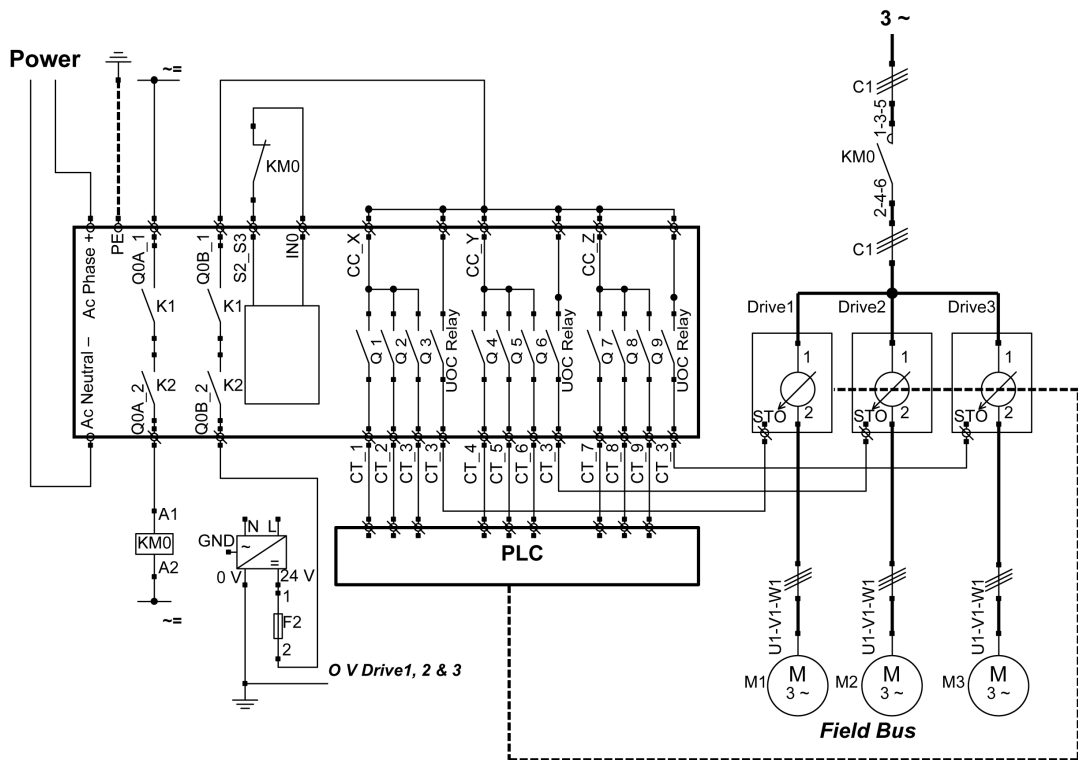 3 ~
Power
~=
C1
1-3-5
KM0
KM0
2-4-6
C1
Ac Phase +
PE
Q0A_1
Q0B_1
S2_S3
IN0
CC_X
CC_Y
CC_Z
K1
K1
Drive1
Drive2
Drive3
Q 1
Q 2
Q 3
UOC Relay
Q 4
Q 5
Q 6
UOC Relay
Q 7
Q 8
Q 9
UOC Relay
1
1
1
Ac Neutral –
Q0A_2
K2
Q0B_2
K2
STO
2
STO
2
STO
2
CT_1
CT_2
CT_3
CT_3
CT_4
CT_5
CT_6
CT_3
CT_7
CT_8
CT_9
CT_3
A1
KM0
A2
~=
N L
GND
~
=
0 V
24 V
1
F2
2
PLC
O V Drive1, 2 & 3
U1-V1-W1
U1-V1-W1
U1-V1-W1
M1
M
3 ~
M2
M
3 ~
M3
M
3 ~
Field Bus